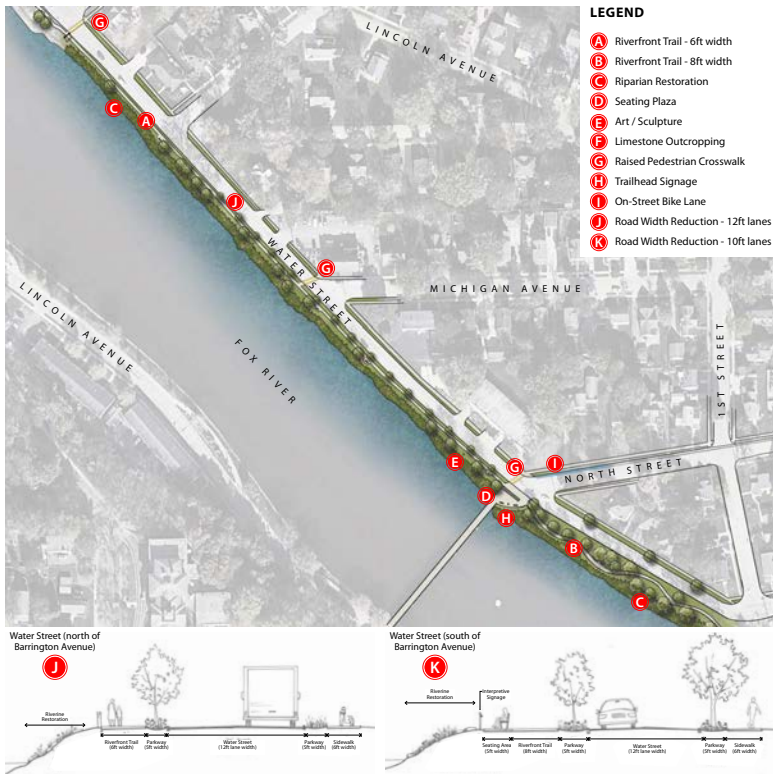 LEGEND
A Riverfront Trail - 6ft width
B Riverfront Trail - 8ft width
C Riparian Restoration
D Seating Plaza
E Art / Sculpture
F Limestone Outcropping
G Raised Pedestrian Crosswalk
H Trailhead Signage
I On-Street Bike Lane
J Road Width Reduction - 12ft lanes
K Road Width Reduction - 10ft lanes
G
LINCOLN AVENUE
C
A
J
WATER STREET
G
MICHIGAN AVENUE
LINCOLN AVENUE
FOX RIVER
1ST STREET
E
G
I
NORTH STREET
D
H
B
C
Water Street (north of
Barrington Avenue)
J
Riverine
Restoration
Riverfront Trail
(6ft width)
Parkway
(5ft width)
Water Street
(12ft lane width)
Parkway
(5ft width)
Sidewalk
(6ft width)
Water Street (south of
Barrington Avenue)
K
Riverine
Restoration
Interpretive
Signage
Seating Area
(5ft width)
Riverfront Trail
(8ft width)
Parkway
(5ft width)
Water Street
(12ft lane width)
Parkway
(5ft width)
Sidewalk
(6ft width)